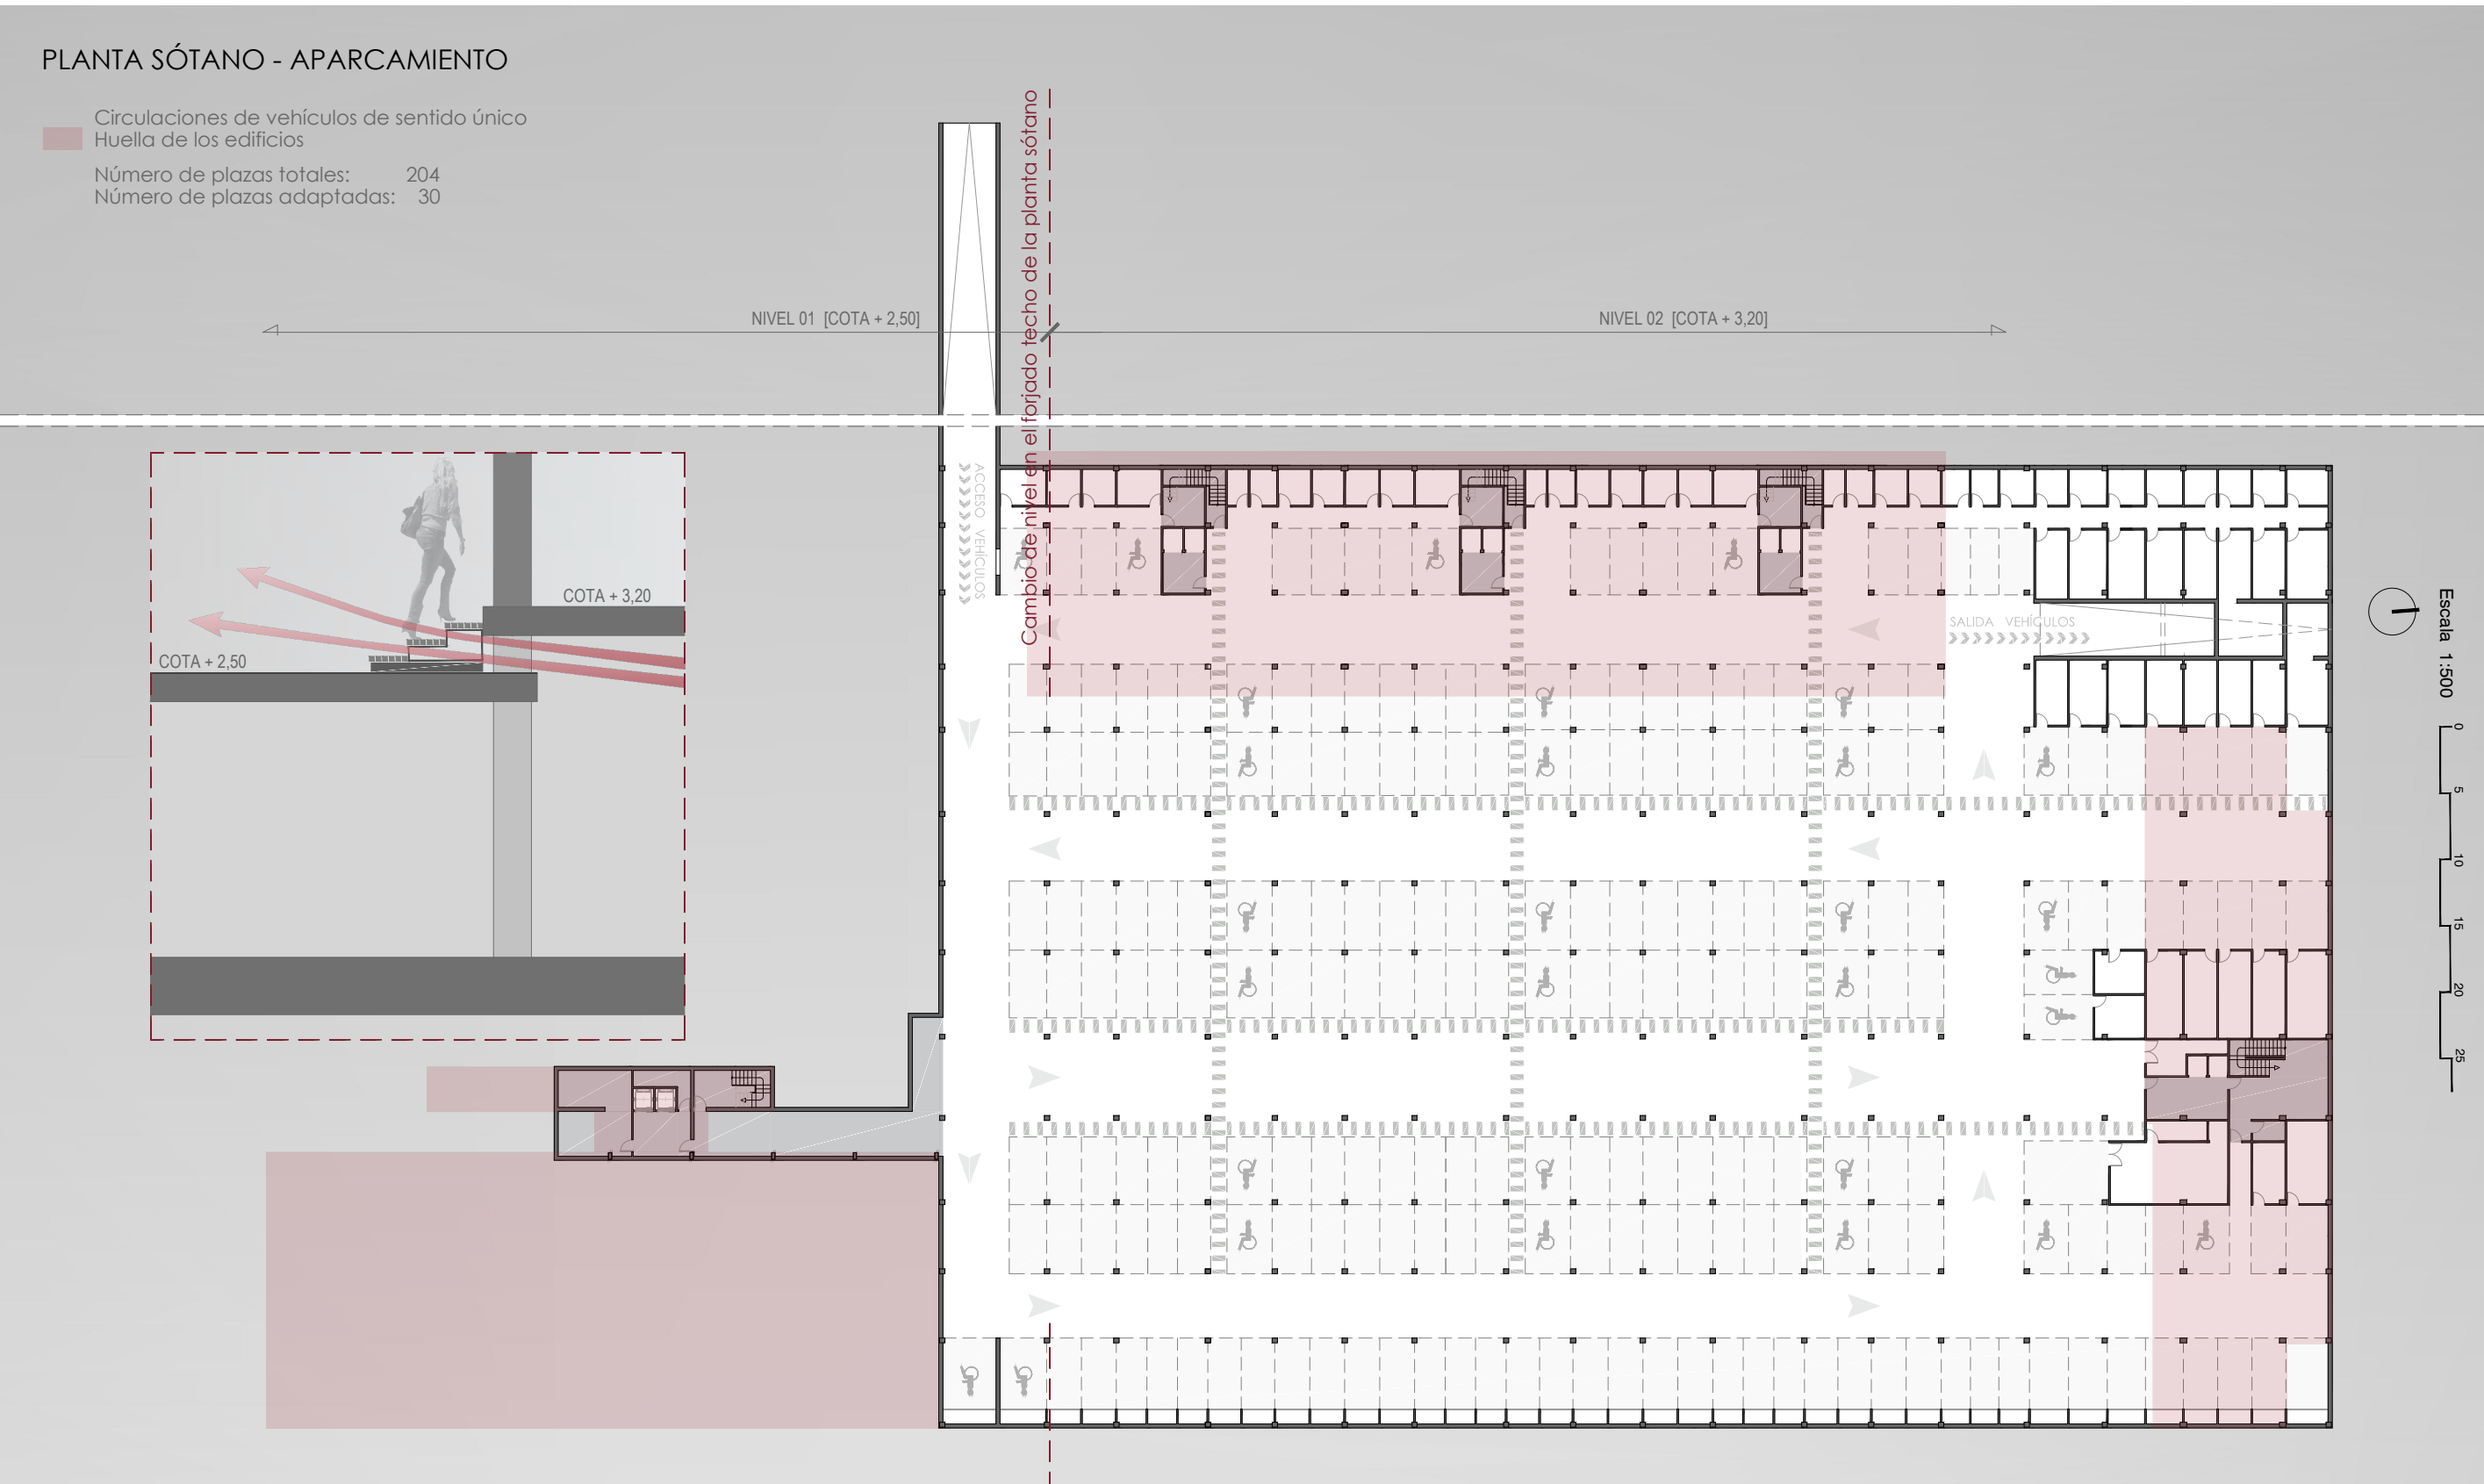 PLANTA SÓTANO - APARCAMIENTO
Circulaciones de vehículos de sentido único
Huella de los edificios
Número de plazas totales: 204
Número de plazas adaptadas: 30
Cambio de nivel en el forjado techo de la planta sótano
NIVEL 01 [COTA + 2,50]
NIVEL 02 [COTA + 3,20]
ACCESO VEHÍCULOS
COTA + 3,20
COTA + 2,50
SALIDA VEHÍCULOS
Escala 1:500
0
5
10
15
20
25